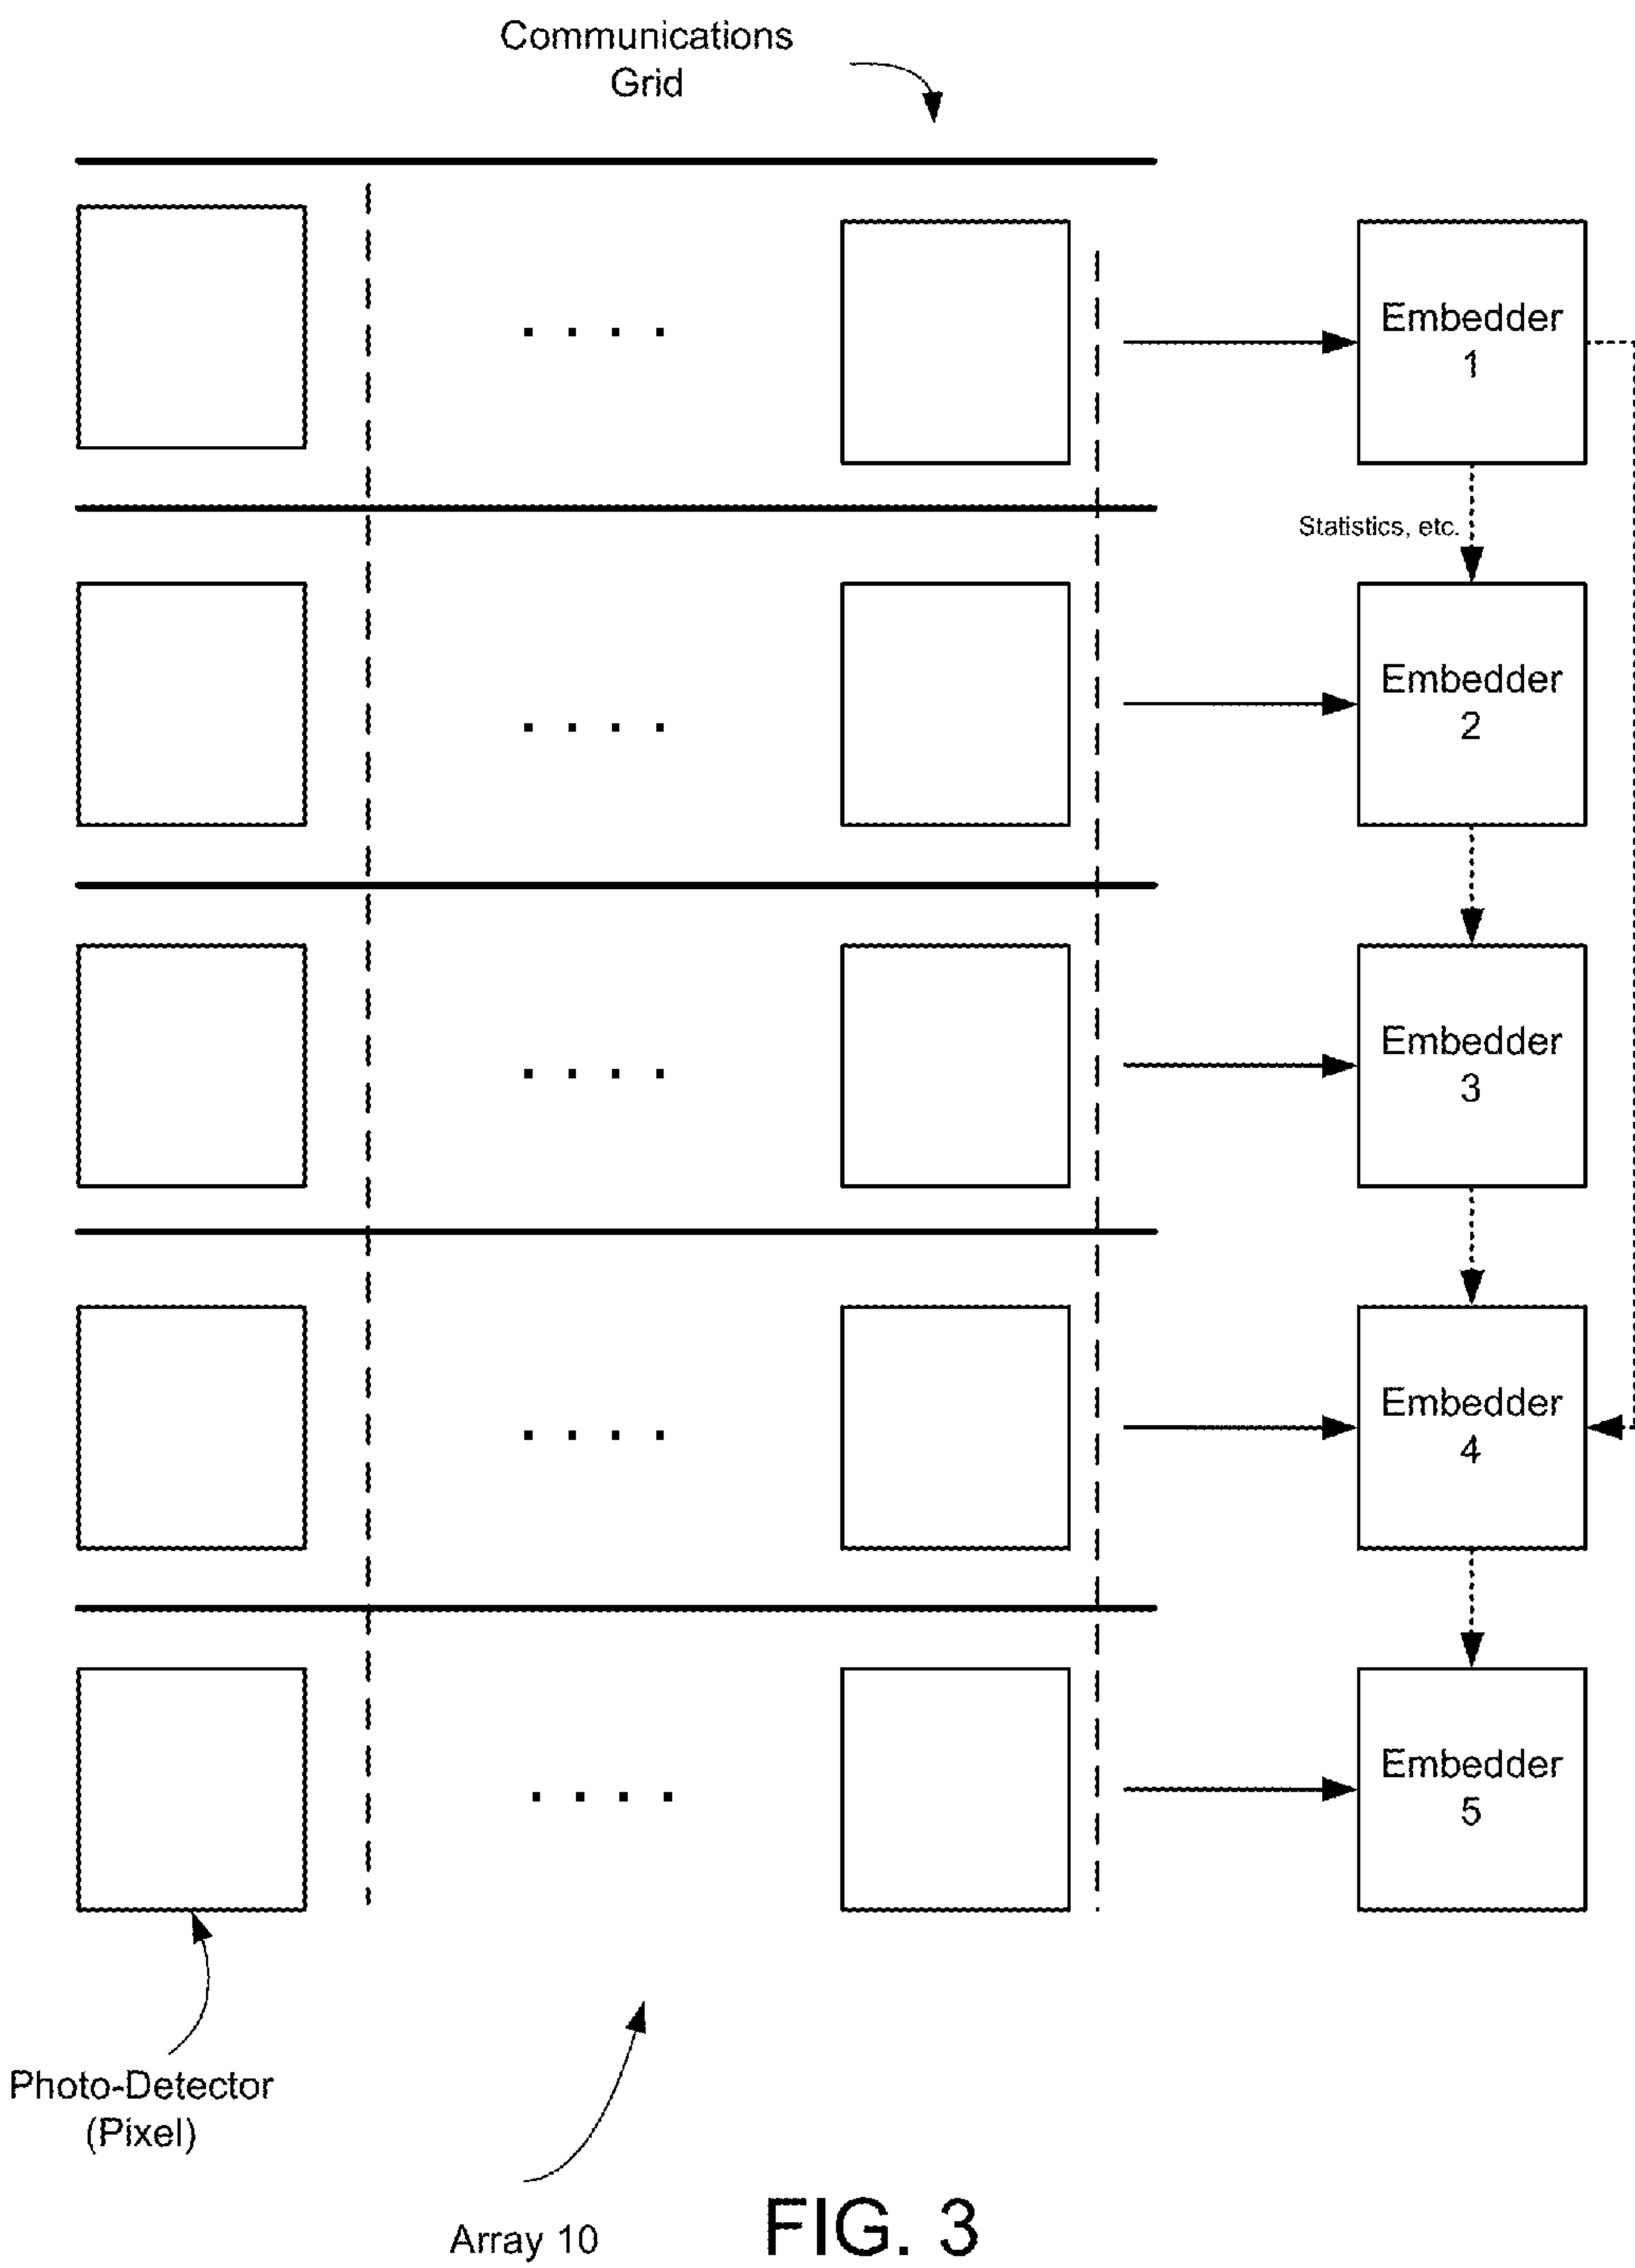 Communications
Grid
Embedder
1
Statistics, etc.
Embedder
2
Embedder
3
Embedder
4
Embedder
5
Photo-Detector
(Pixel)
Array 10
FIG. 3